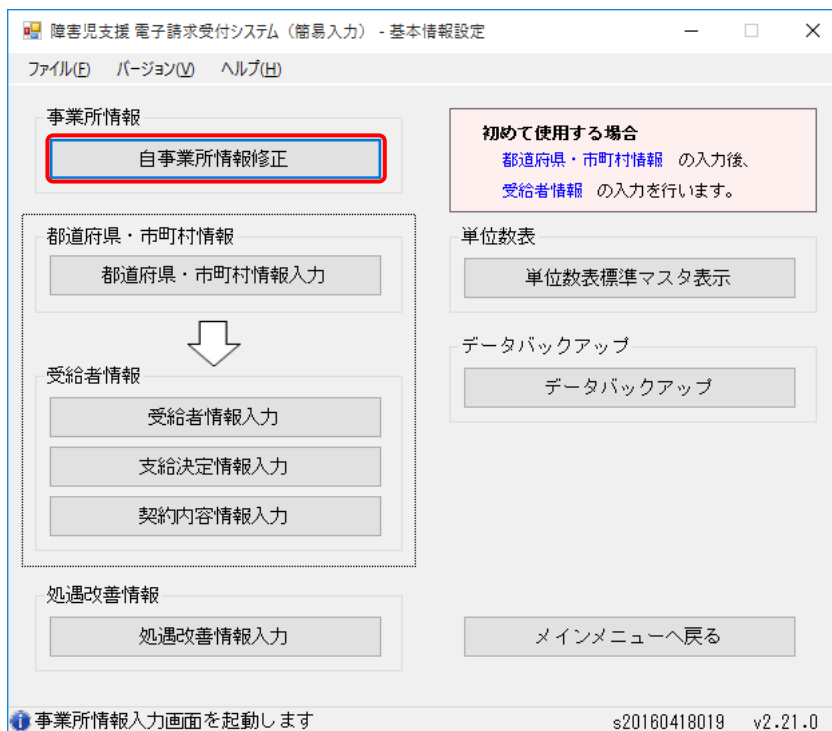 障害児支援 電子請求受付システム（簡易入力） - 基本情報設定
ファイル(F) バージョン(V) ヘルプ(H)
事業所情報
自事業所情報修正
初めて使用する場合
都道府県・市町村情報 の入力後、
受給者情報 の入力を行います。
都道府県・市町村情報
都道府県・市町村情報入力
単位数表
単位数表標準マスタ表示
データバックアップ
データバックアップ
受給者情報
受給者情報入力
支給決定情報入力
契約内容情報入力
処遇改善情報
処遇改善情報入力
メインメニューへ戻る
事業所情報入力画面を起動します
s20160418019 v2.21.0